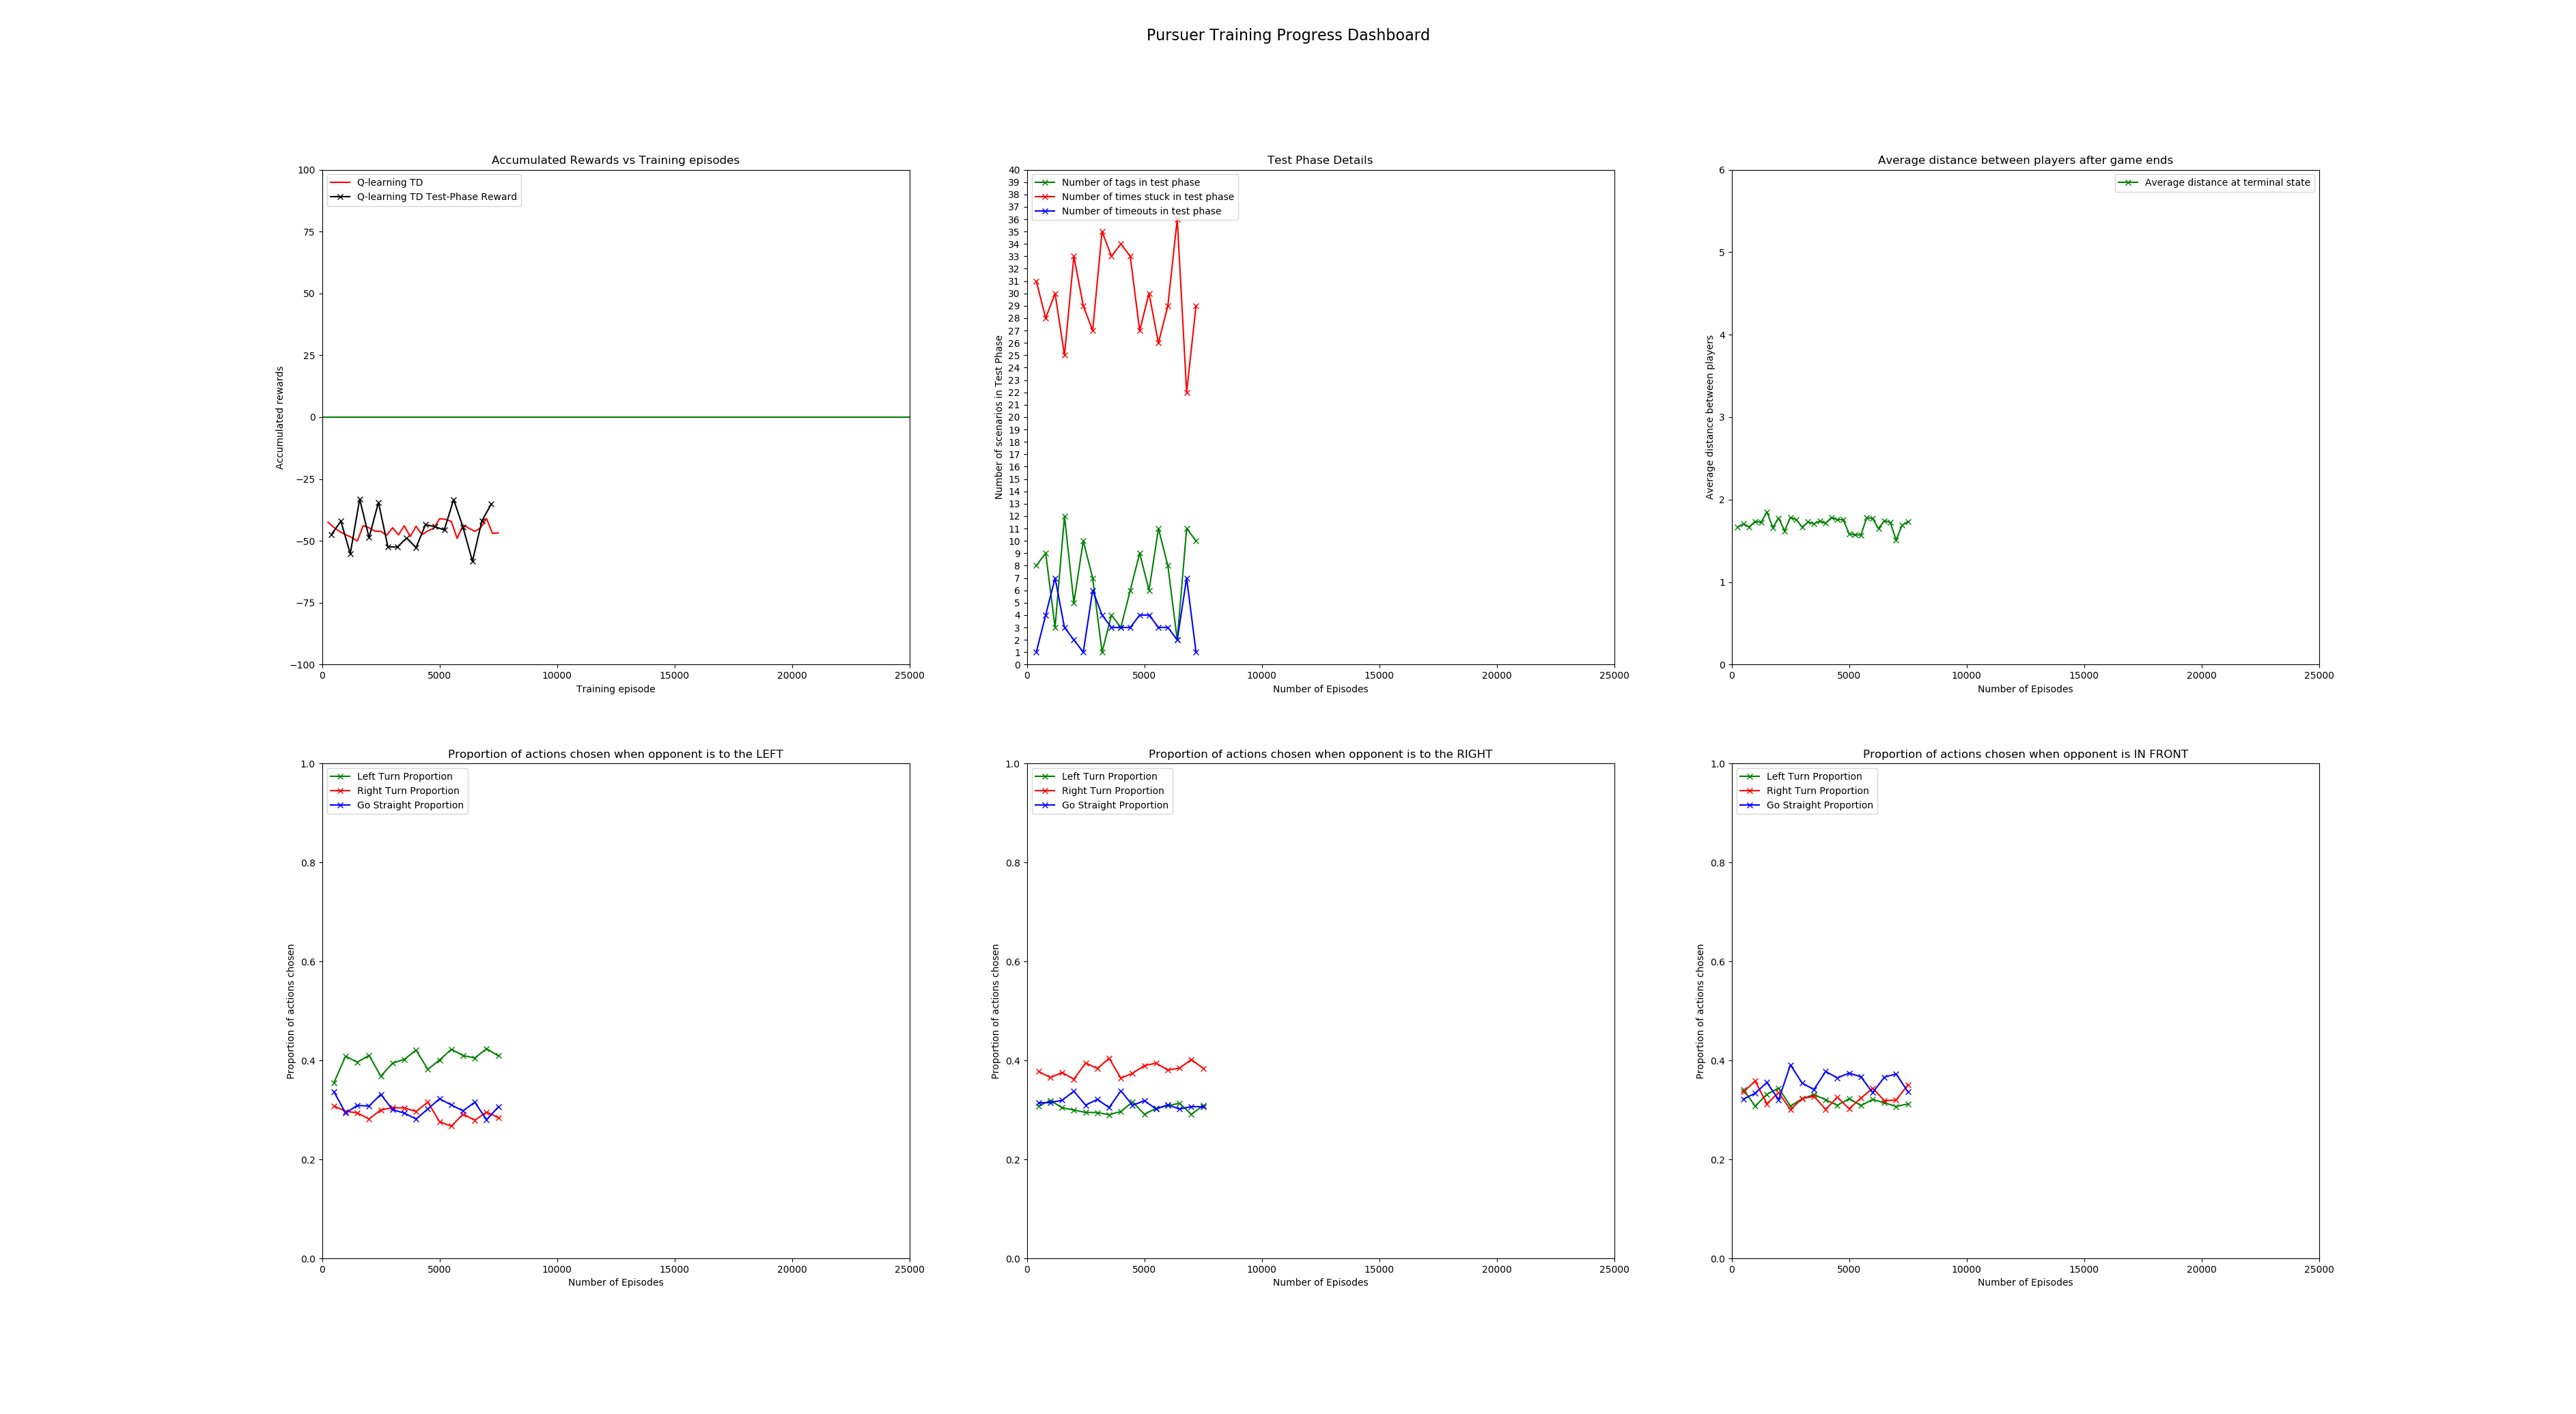 Pursuer Training Progress Dashboard
Accumulated Rewards vs Training episodes
Q-learning TD
Q-learning TD Test-Phase Reward
100
75
50
25
0
−25
−50
−75
−100
Accumulated rewards
0 5000 10000 15000 20000 25000
Training episode
Test Phase Details
Number of tags in test phase
Number of times stuck in test phase
Number of timeouts in test phase
40
39
38
37
36
35
34
33
32
31
30
29
28
27
26
25
24
23
22
21
20
19
18
17
16
15
14
13
12
11
10
9
8
7
6
5
4
3
2
1
0
Number of scenarios in Test Phase
0 5000 10000 15000 20000 25000
Number of Episodes
Average distance between players after game ends
Average distance at terminal state
6
5
4
3
2
1
0
Average distance between players
0 5000 10000 15000 20000 25000
Number of Episodes
Proportion of actions chosen when opponent is to the LEFT
Left Turn Proportion
Right Turn Proportion
Go Straight Proportion
1.0
0.8
0.6
0.4
0.2
0.0
Proportion of actions chosen
0 5000 10000 15000 20000 25000
Number of Episodes
Proportion of actions chosen when opponent is to the RIGHT
Left Turn Proportion
Right Turn Proportion
Go Straight Proportion
1.0
0.8
0.6
0.4
0.2
0.0
Proportion of actions chosen
0 5000 10000 15000 20000 25000
Number of Episodes
Proportion of actions chosen when opponent is IN FRONT
Left Turn Proportion
Right Turn Proportion
Go Straight Proportion
1.0
0.8
0.6
0.4
0.2
0.0
Proportion of actions chosen
0 5000 10000 15000 20000 25000
Number of Episodes